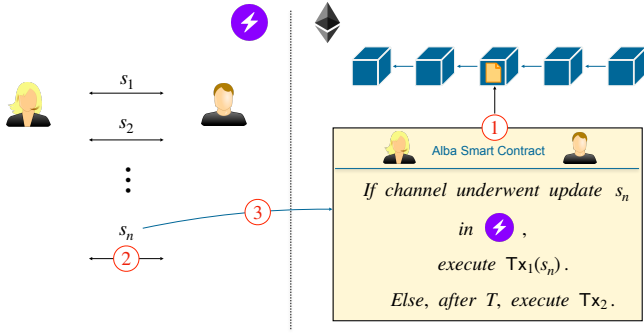 s₁
s₂
sₙ
2
3
1
Alba Smart Contract
If channel underwent update sₙ
in ,
execute Tx₁(sₙ).
Else, after T, execute Tx₂.